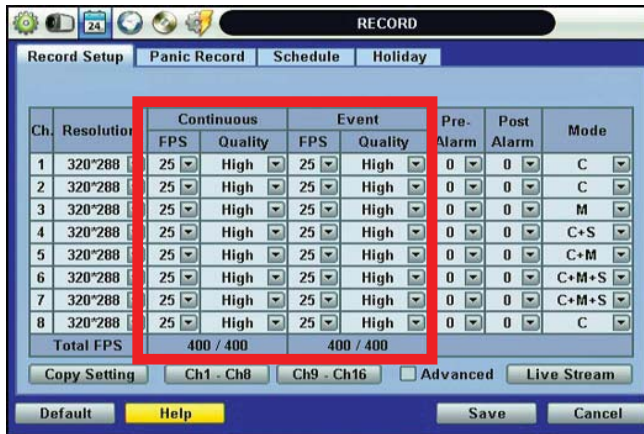 24
RECORD
Record Setup Panic Record Schedule Holiday
Ch. Resolution Continuous Event Pre-Alarm Post Alarm Mode
FPS Quality FPS Quality
1 320*288 25 High 25 High 0 0 C
2 320*288 25 High 25 High 0 0 C
3 320*288 25 High 25 High 0 0 M
4 320*288 25 High 25 High 0 0 C+S
5 320*288 25 High 25 High 0 0 C+M
6 320*288 25 High 25 High 0 0 C+M+S
7 320*288 25 High 25 High 0 0 C+M+S
8 320*288 25 High 25 High 0 0 C
Total FPS 400 / 400 400 / 400
Copy Setting Ch1 - Ch8 Ch9 - Ch16 Advanced Live Stream
Default Help Save Cancel